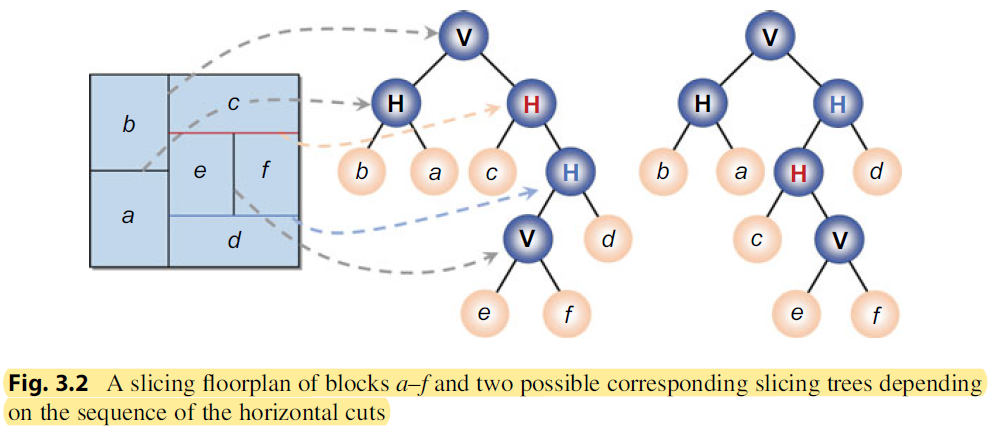 V V
b c H H H H
e f b a c H b a H d
a d V d c V
e f e f
Fig. 3.2 A slicing floorplan of blocks a–f and two possible corresponding slicing trees depending
on the sequence of the horizontal cuts